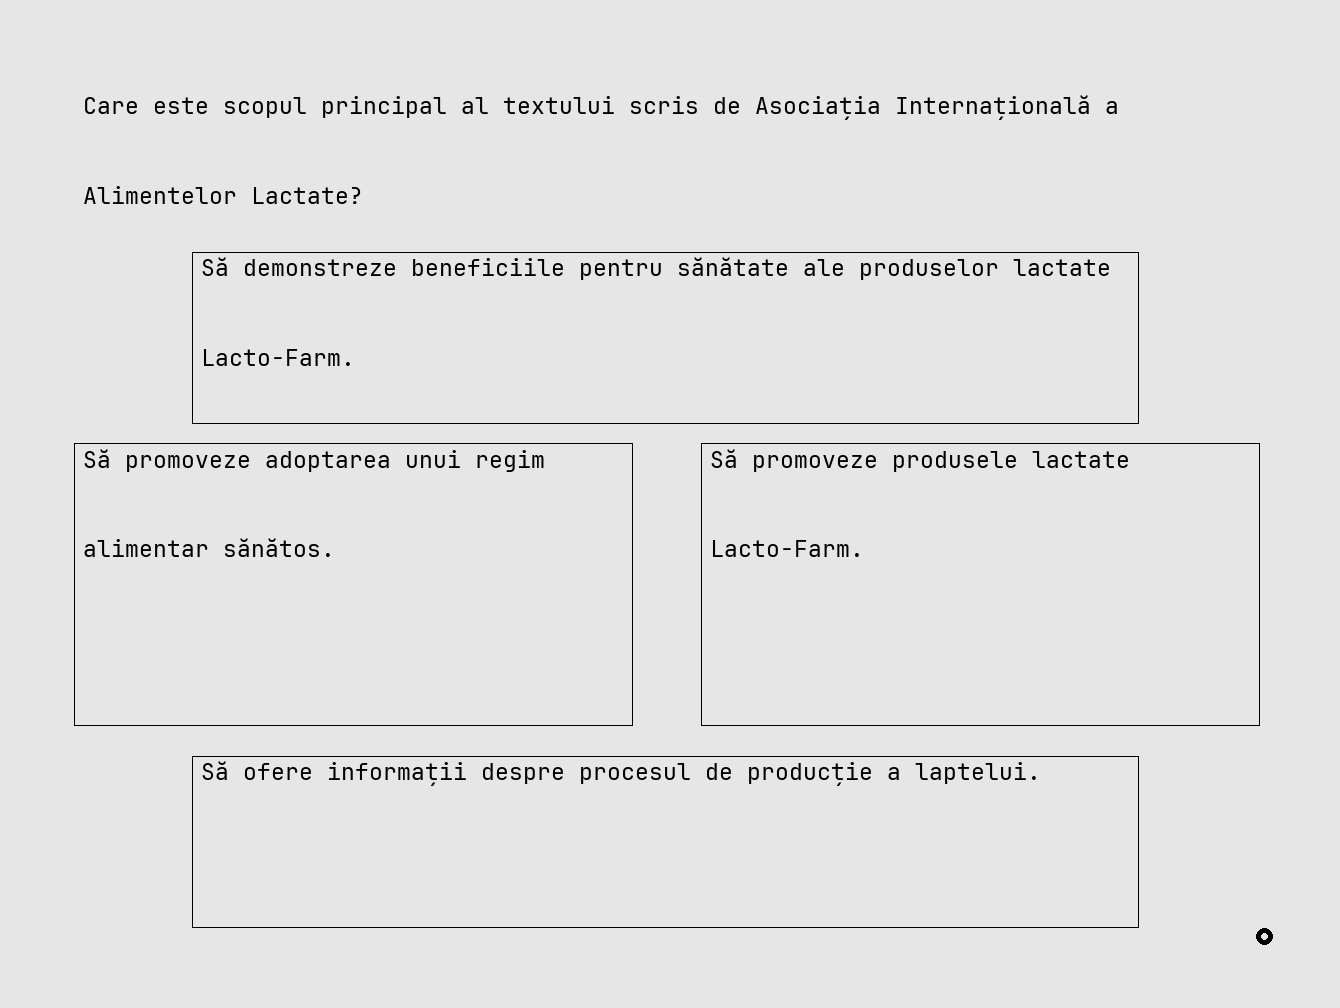 Care este scopul principal al textului scris de Asociația Internațională a
Alimentelor Lactate?
Să demonstreze beneficiile pentru sănătate ale produselor lactate
Lacto-Farm.
Să promoveze adoptarea unui regim
alimentar sănătos.
Să promoveze produsele lactate
Lacto-Farm.
Să ofere informații despre procesul de producție a laptelui.